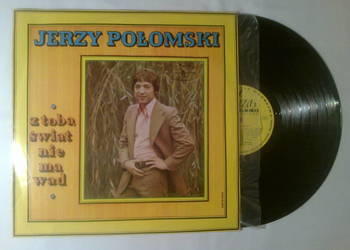 JERZY POŁOMSKI
z tobą
świat
nie
ma
wad